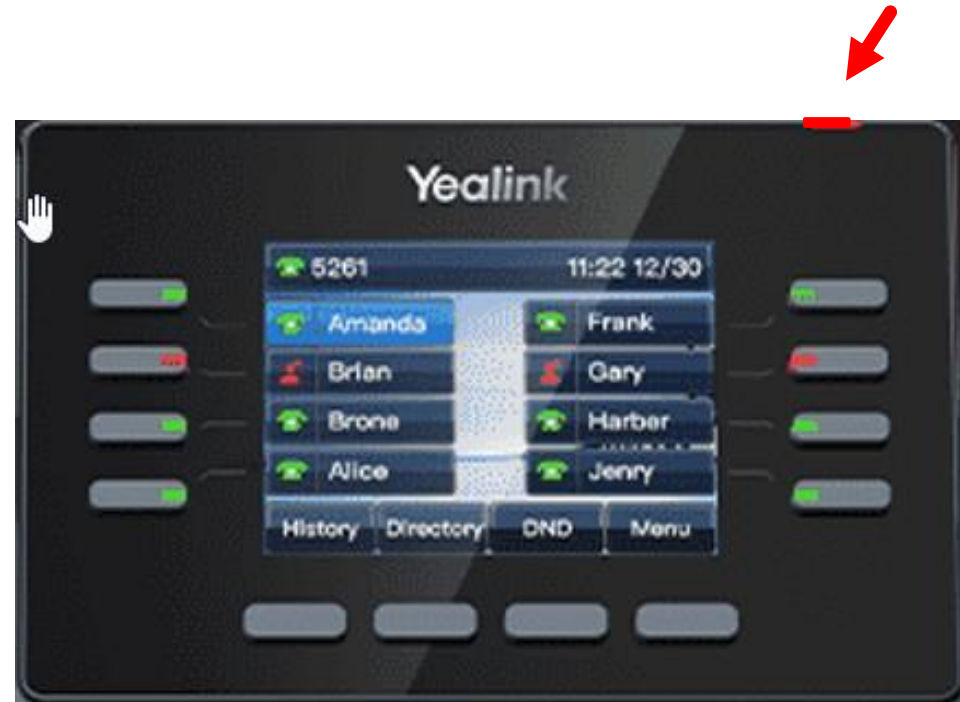 Yealink
5261 11:22 12/30
Amanda Frank
Brian Gary
Brone Harber
Alice Jenry
History Directory DND Menu